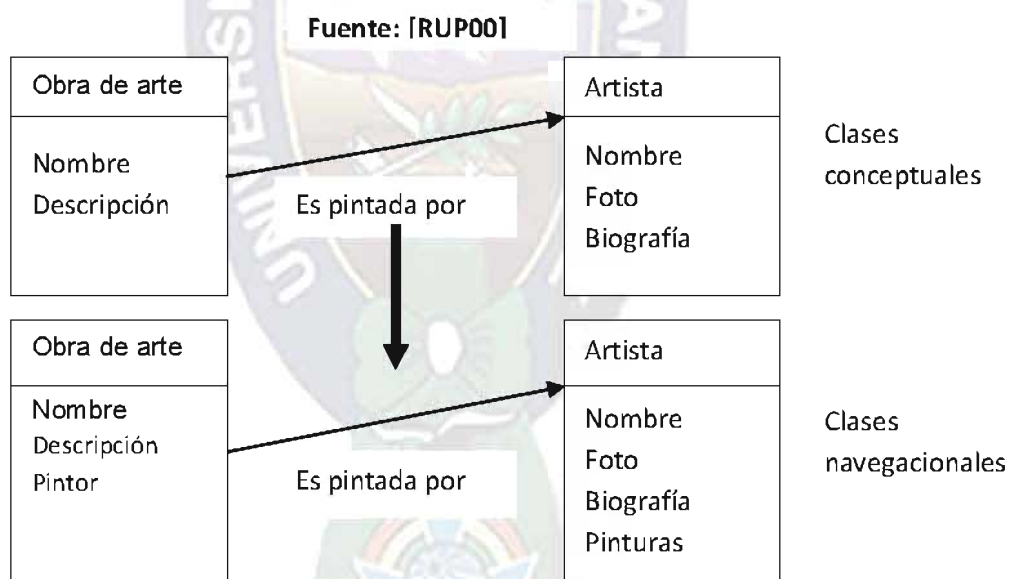 Fuente: [RUP00]
Obra de arte
Nombre
Descripción
Es pintada por
Artista
Nombre
Foto
Biografía
Clases
conceptuales
Obra de arte
Nombre
Descripción
Pintor
Es pintada por
Artista
Nombre
Foto
Biografía
Pinturas
Clases
navegacionales